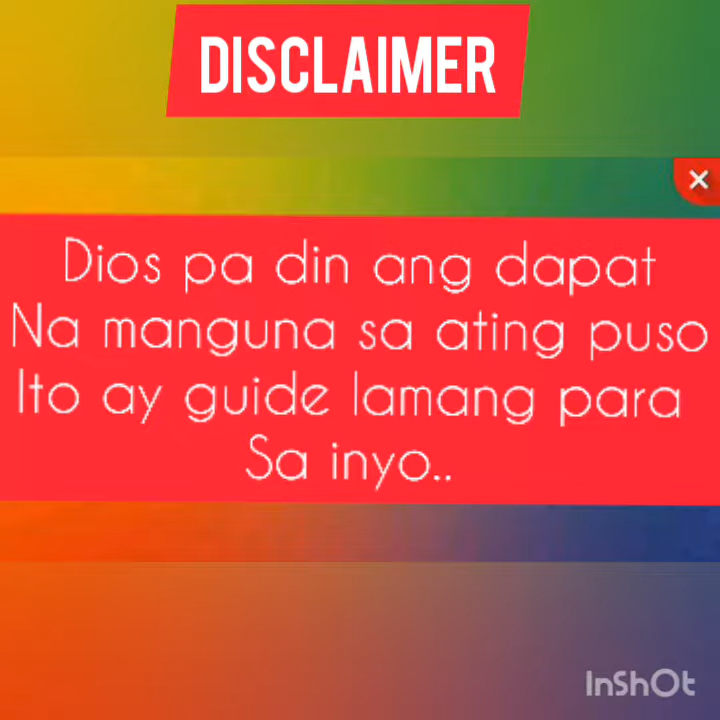 DISCLAIMER
×
Dios pa din ang dapat
Na manguna sa ating puso
Ito ay guide lamang para
Sa inyo..
InShOt